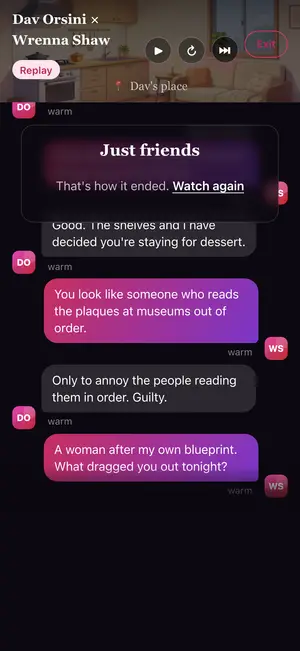 Dav Orsini ×
Wrenna Shaw
Exit
Replay
📍 Dav's place
DO
warm
Just friends
That's how it ended. Watch again
WS
Good. The shelves and I have
decided you're staying for dessert.
DO
warm
You look like someone who reads
the plaques at museums out of
order.
warm
WS
Only to annoy the people reading
them in order. Guilty.
DO
warm
A woman after my own blueprint.
What dragged you out tonight?
warm
WS